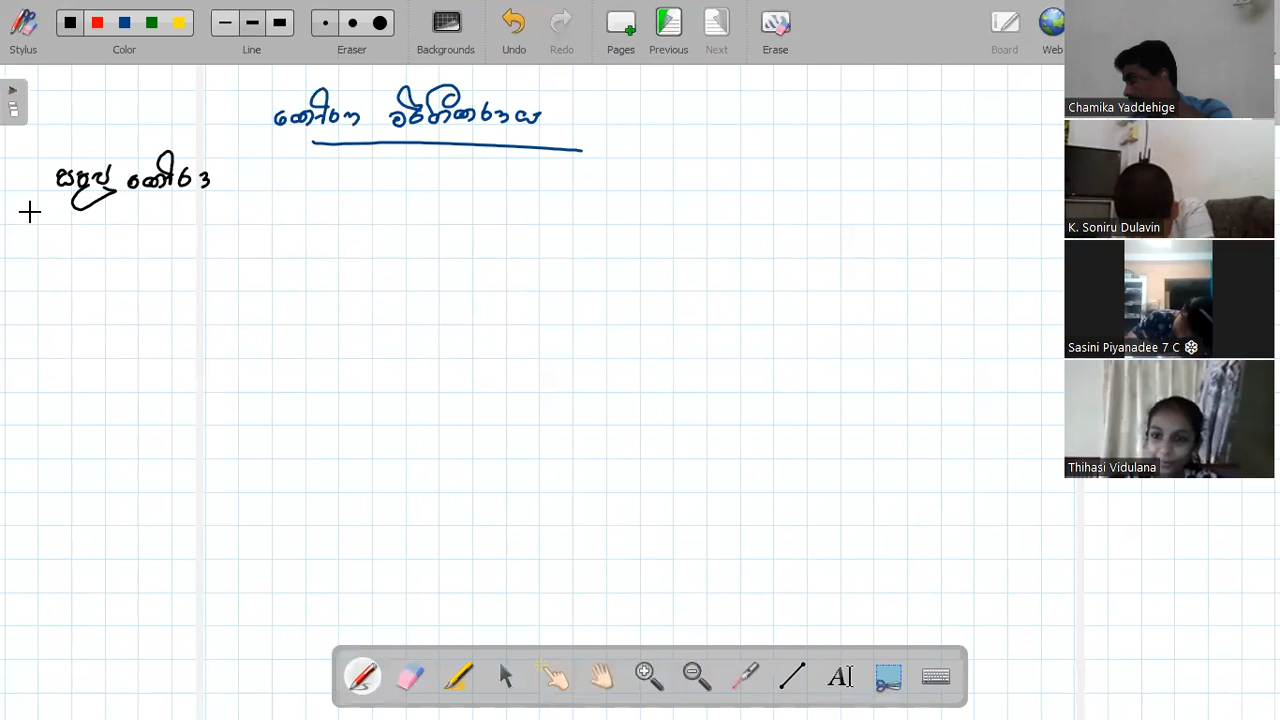 Stylus Color Line Eraser Backgrounds Undo Redo Pages Previous Next Erase Board Web
කෝණ වර්ගීකරණය
සෘජු කෝණ
Chamika Yaddehige
K. Soniru Dulavin
Sasini Piyanadee 7 C
Thihasi Vidulana